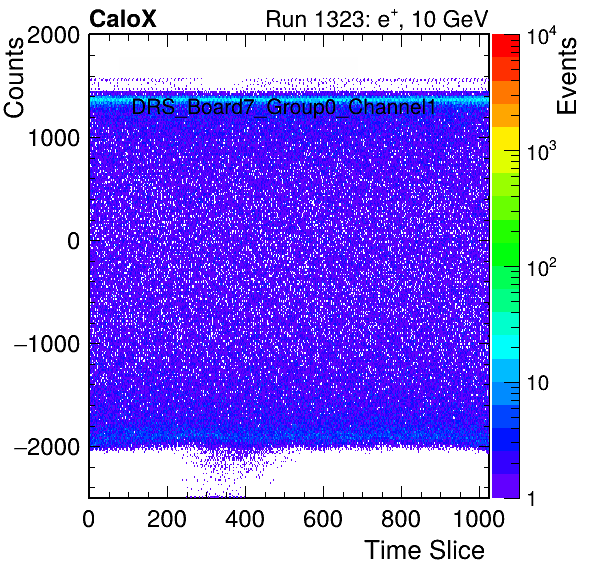 CaloX Run 1323: e⁺, 10 GeV
Counts
2000
1000
0
−1000
−2000
DRS_Board7_Group0_Channel1
0 200 400 600 800 1000
Time Slice
Events
10⁴
10³
10²
10
1